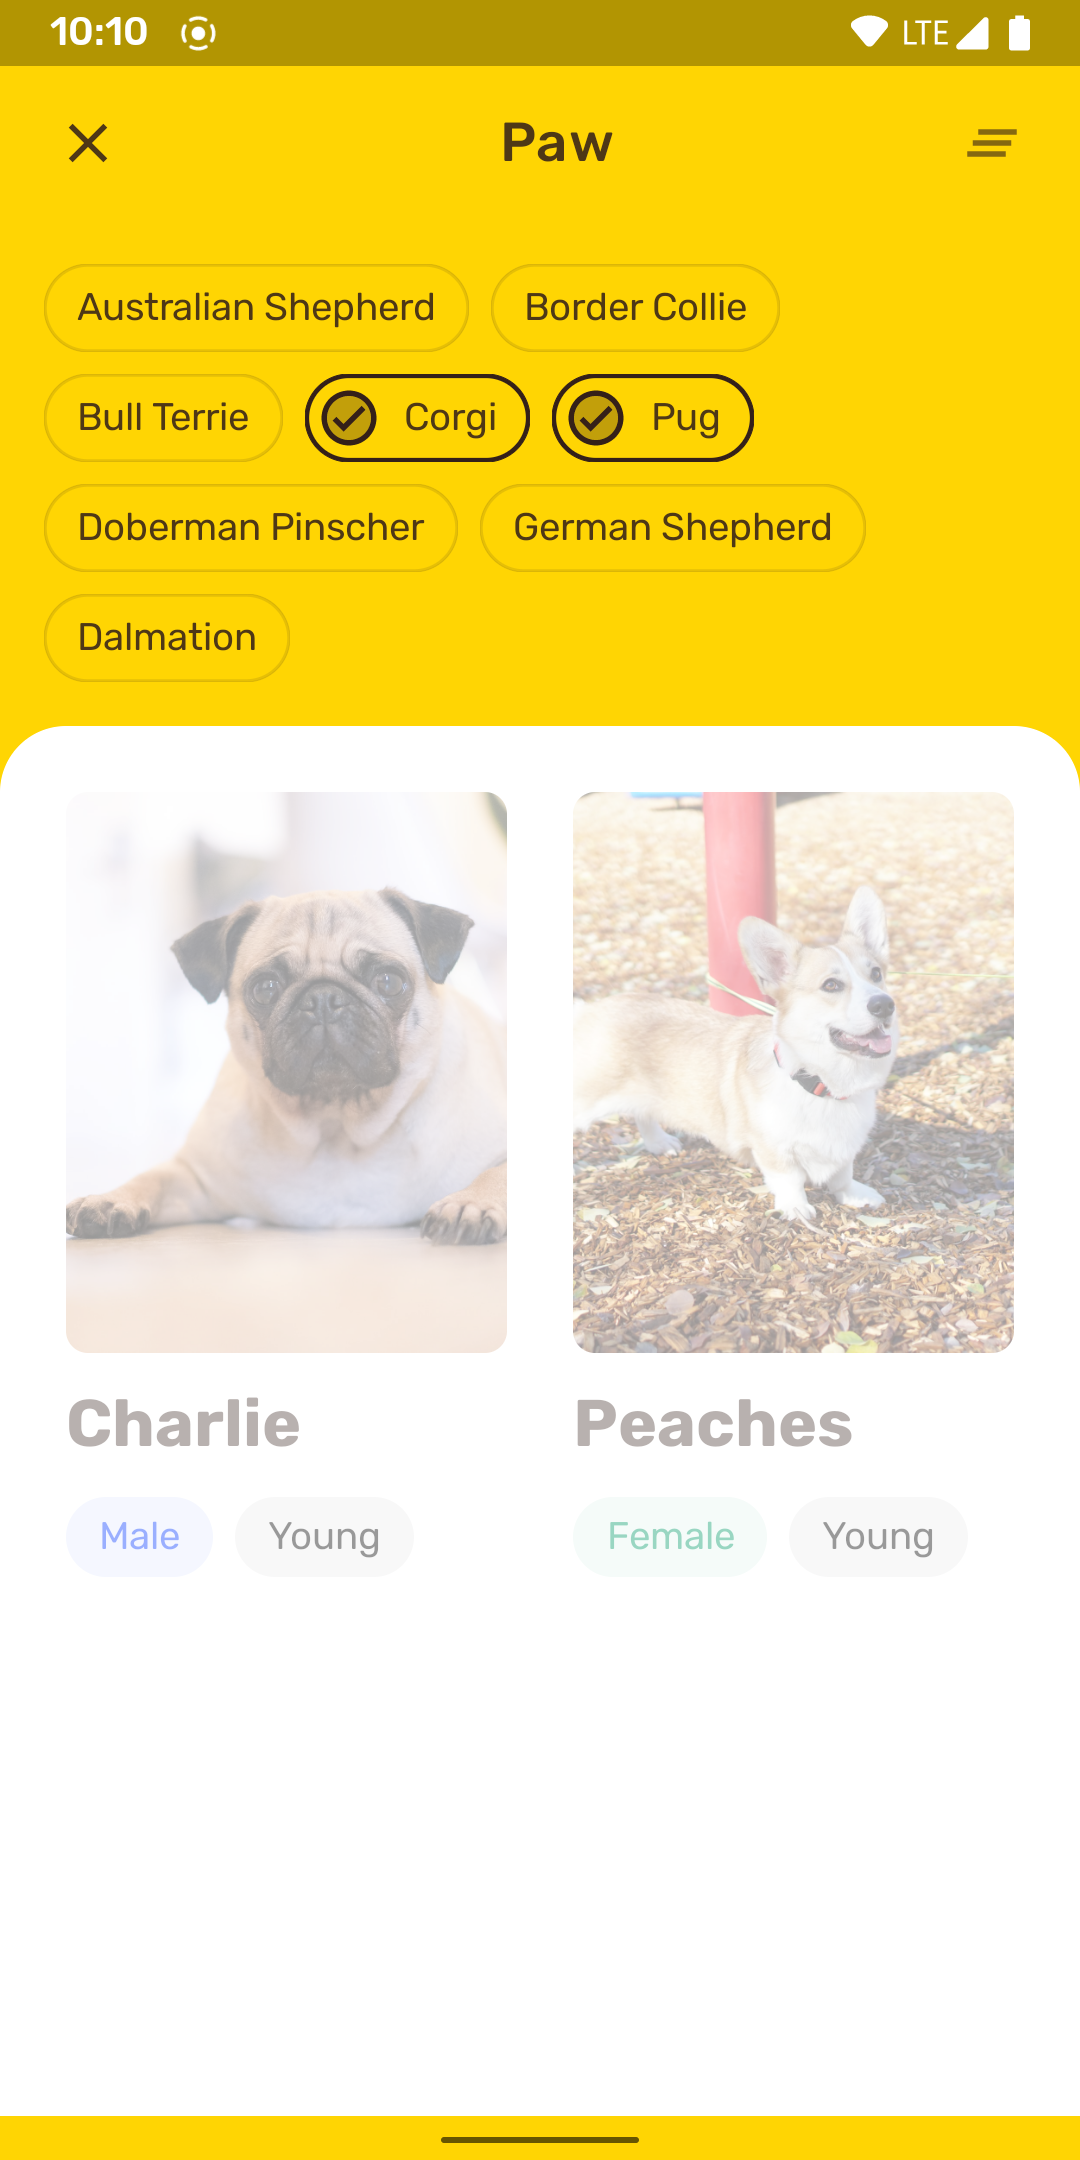 10:10 LTE
Paw
Australian Shepherd Border Collie
Bull Terrie Corgi Pug
Doberman Pinscher German Shepherd
Dalmation
Charlie Peaches
Male Young Female Young